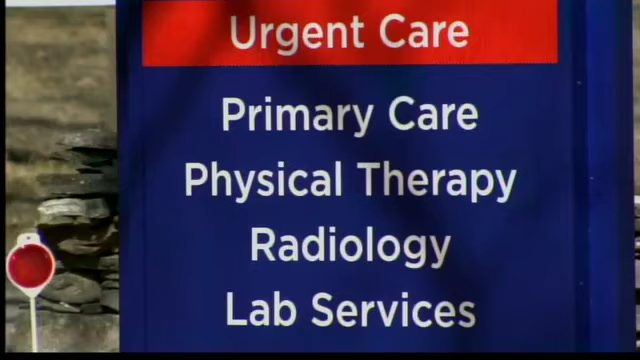 Urgent Care
Primary Care
Physical Therapy
Radiology
Lab Services